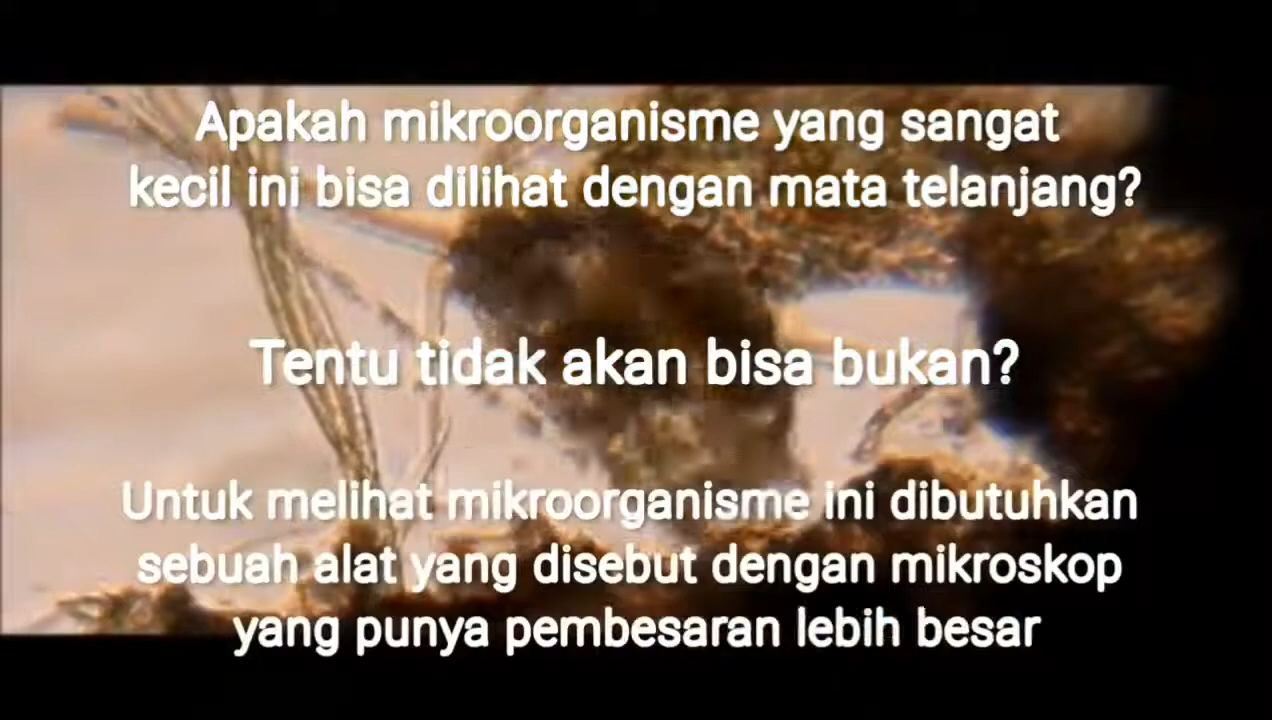 Apakah mikroorganisme yang sangat
kecil ini bisa dilihat dengan mata telanjang?
Tentu tidak akan bisa bukan?
Untuk melihat mikroorganisme ini dibutuhkan
sebuah alat yang disebut dengan mikroskop
yang punya pembesaran lebih besar